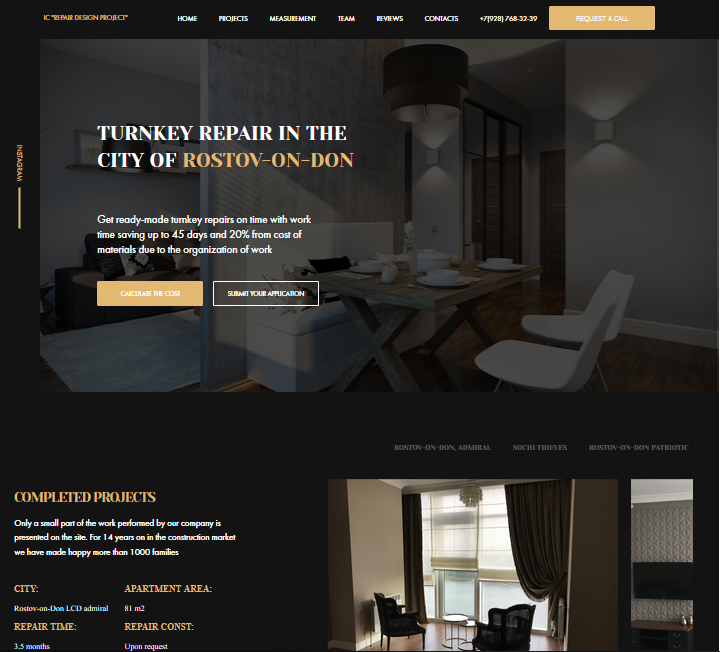 IC "REPAIR DESIGN PROJECT"
HOME
PROJECTS
MEASUREMENT
TEAM
REVIEWS
CONTACTS
+7(928) 768-32-39
REQUEST A CALL
INSTAGRAM
TURNKEY REPAIR IN THE
CITY OF ROSTOV-ON-DON
Get ready-made turnkey repairs on time with work
time saving up to 45 days and 20% from cost of
materials due to the organization of work
CALCULATE THE COST
SUBMIT YOUR APPLICATION
ROSTOV-ON-DON, ADMIRAL
SOCHI THIEVES
ROSTOV-ON-DON PATRIOTIC
COMPLETED PROJECTS
Only a small part of the work performed by our company is
presented on the site. For 14 years on in the construction market
we have made happy more than 1000 families
CITY:
APARTMENT AREA:
Rostov-on-Don LCD admiral
81 m2
REPAIR TIME:
REPAIR CONST:
3.5 months
Upon request